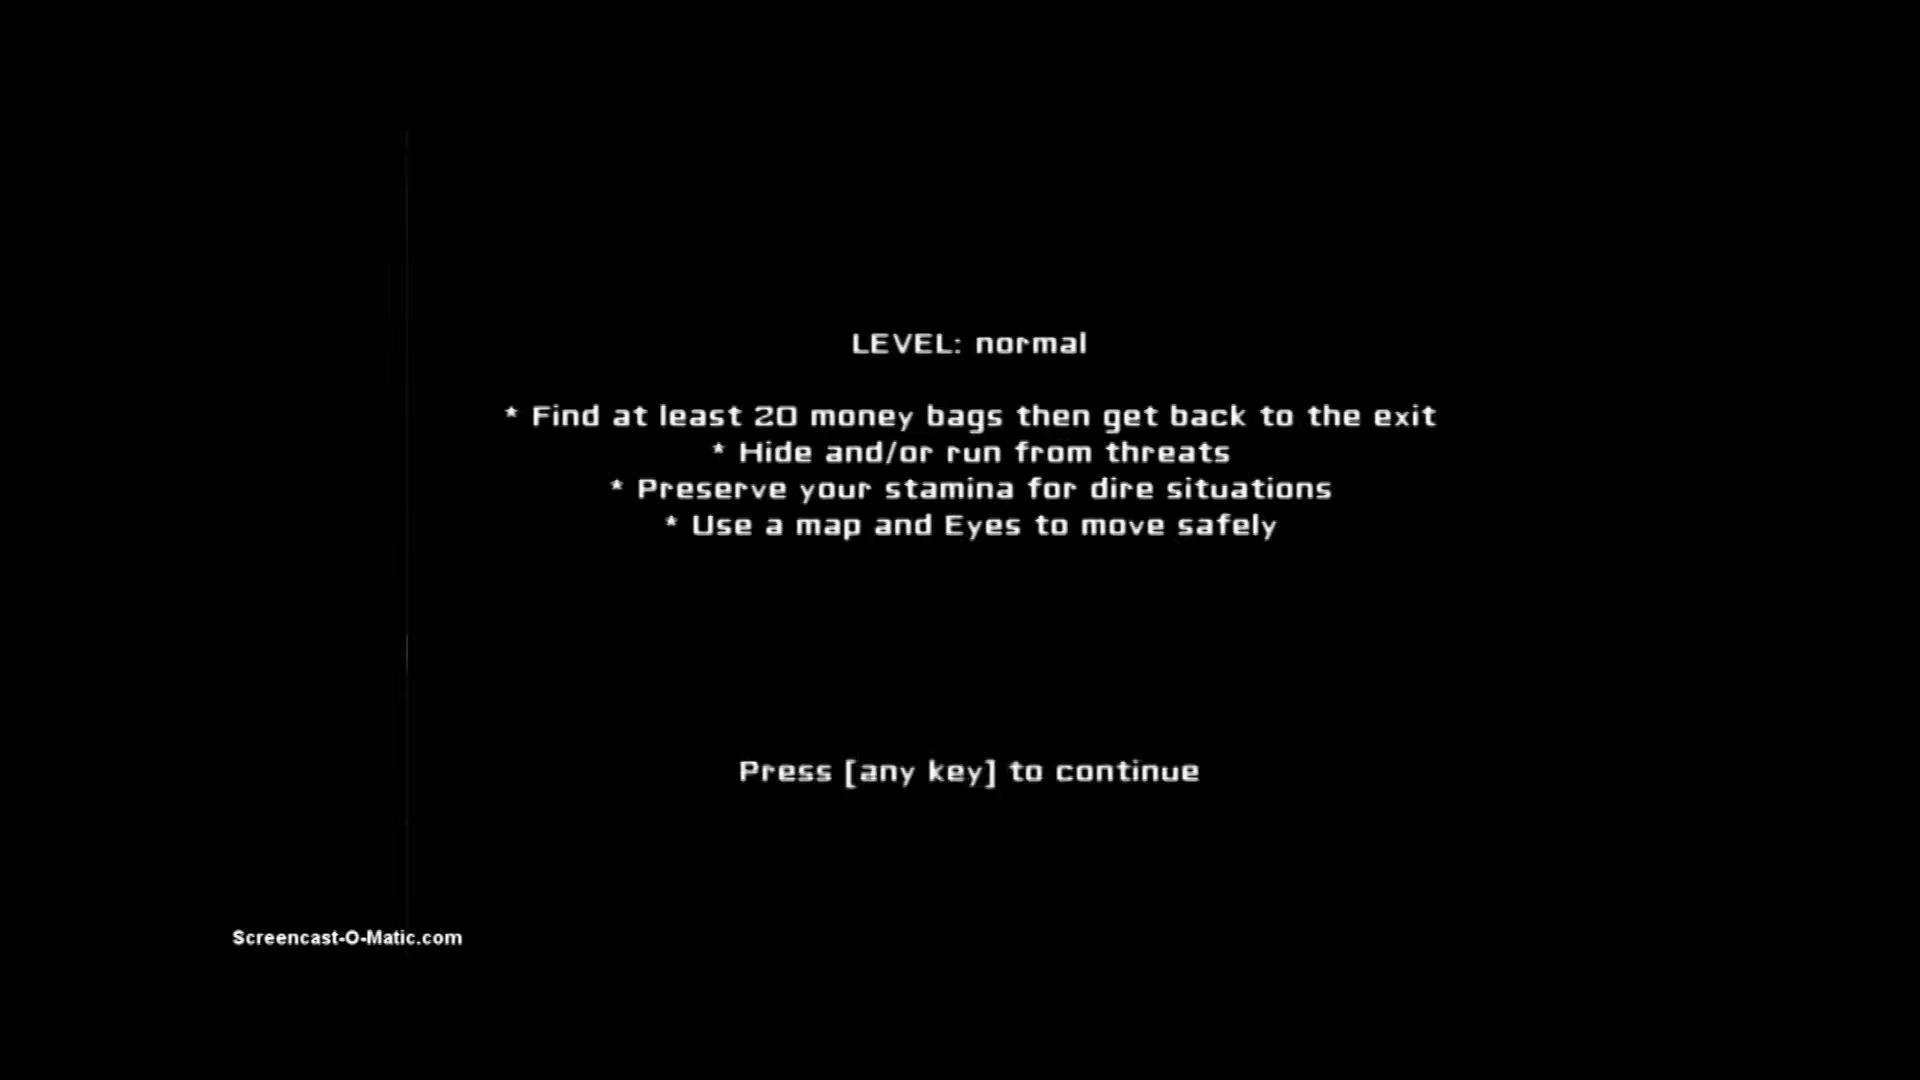 LEVEL: normal
* Find at least 20 money bags then get back to the exit
* Hide and/or run from threats
* Preserve your stamina for dire situations
* Use a map and Eyes to move safely
Press [any key] to continue
Screencast-O-Matic.com